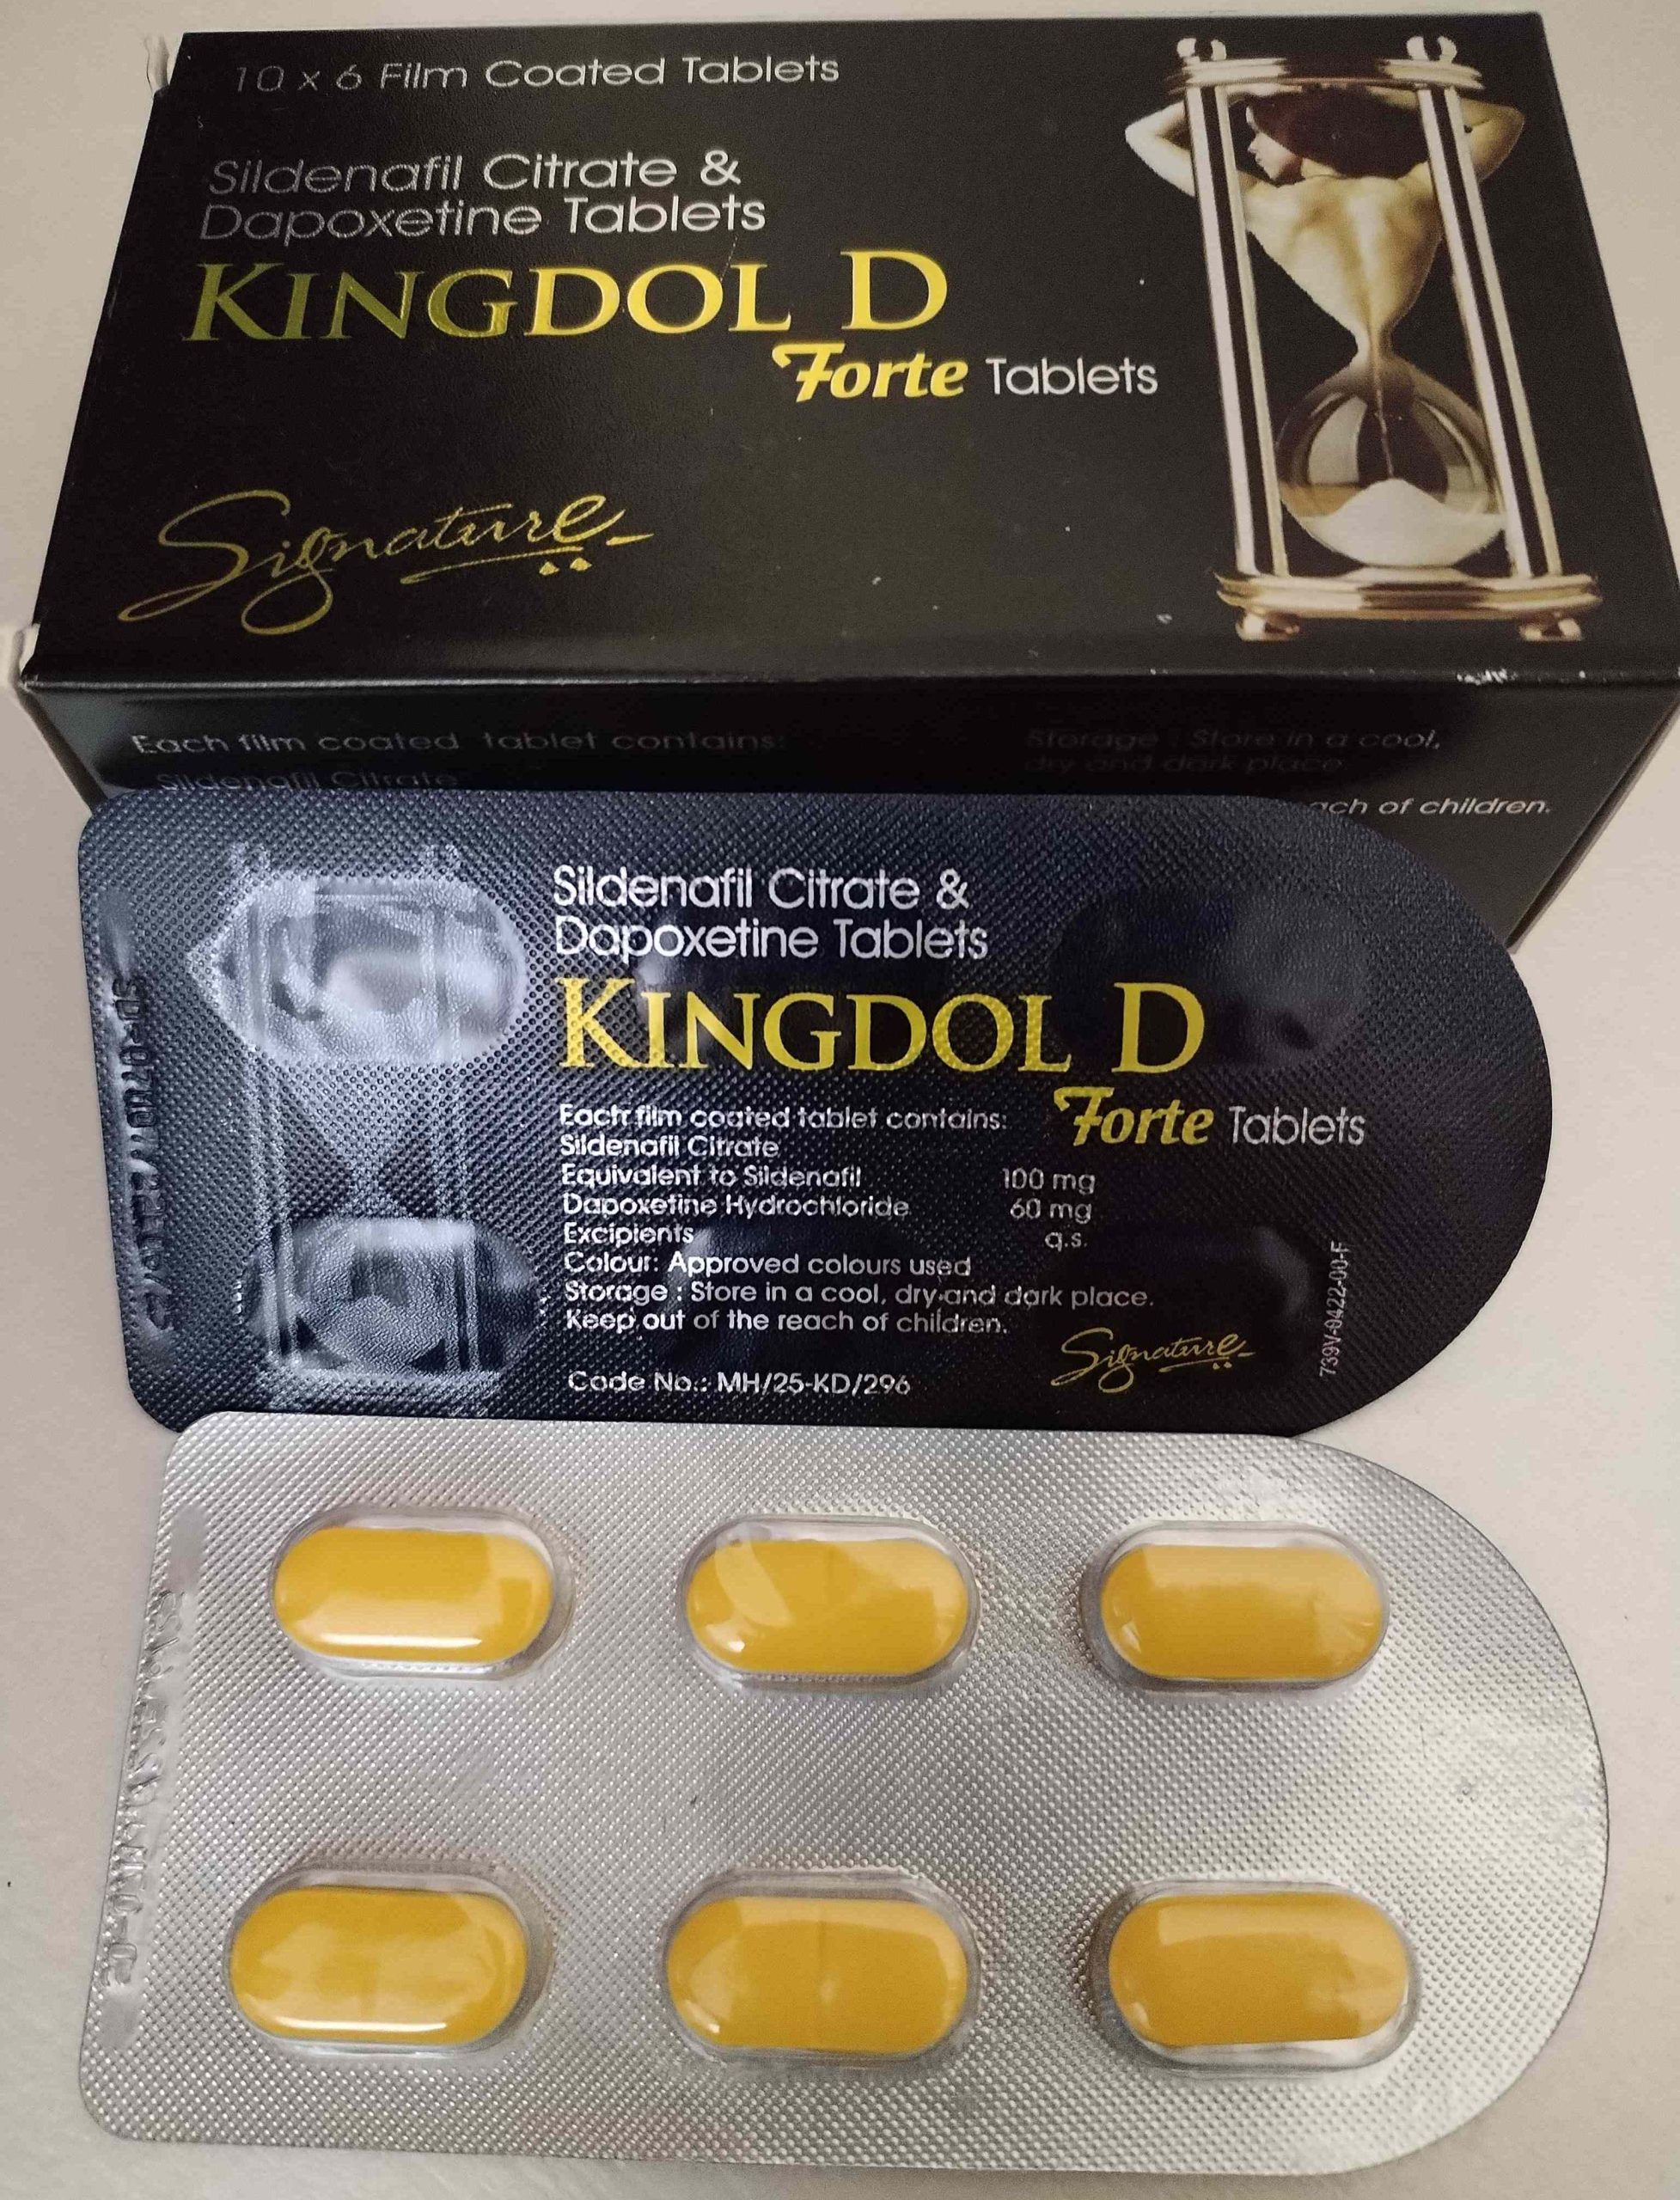 10 x 6 Film Coated Tablets
Sildenafil Citrate &
Dapoxetine Tablets
KINGDOL D
Forte Tablets
Signature
Each film coated tablet contains:
Sildenafil Citrate
Storage : Store in a cool,
dry and dark place
ach of children.
Sildenafil Citrate &
Dapoxetine Tablets
KINGDOL D
Forte Tablets
Each film coated tablet contains:
Sildenafil Citrate
Equivalent to Sildenafil 100 mg
Dapoxetine Hydrochloride 60 mg
Excipients q.s.
Colour: Approved colours used
Storage : Store in a cool, dry and dark place.
Keep out of the reach of children.
Signature
Code No.: MH/25-KD/296
739V-0422-00-F